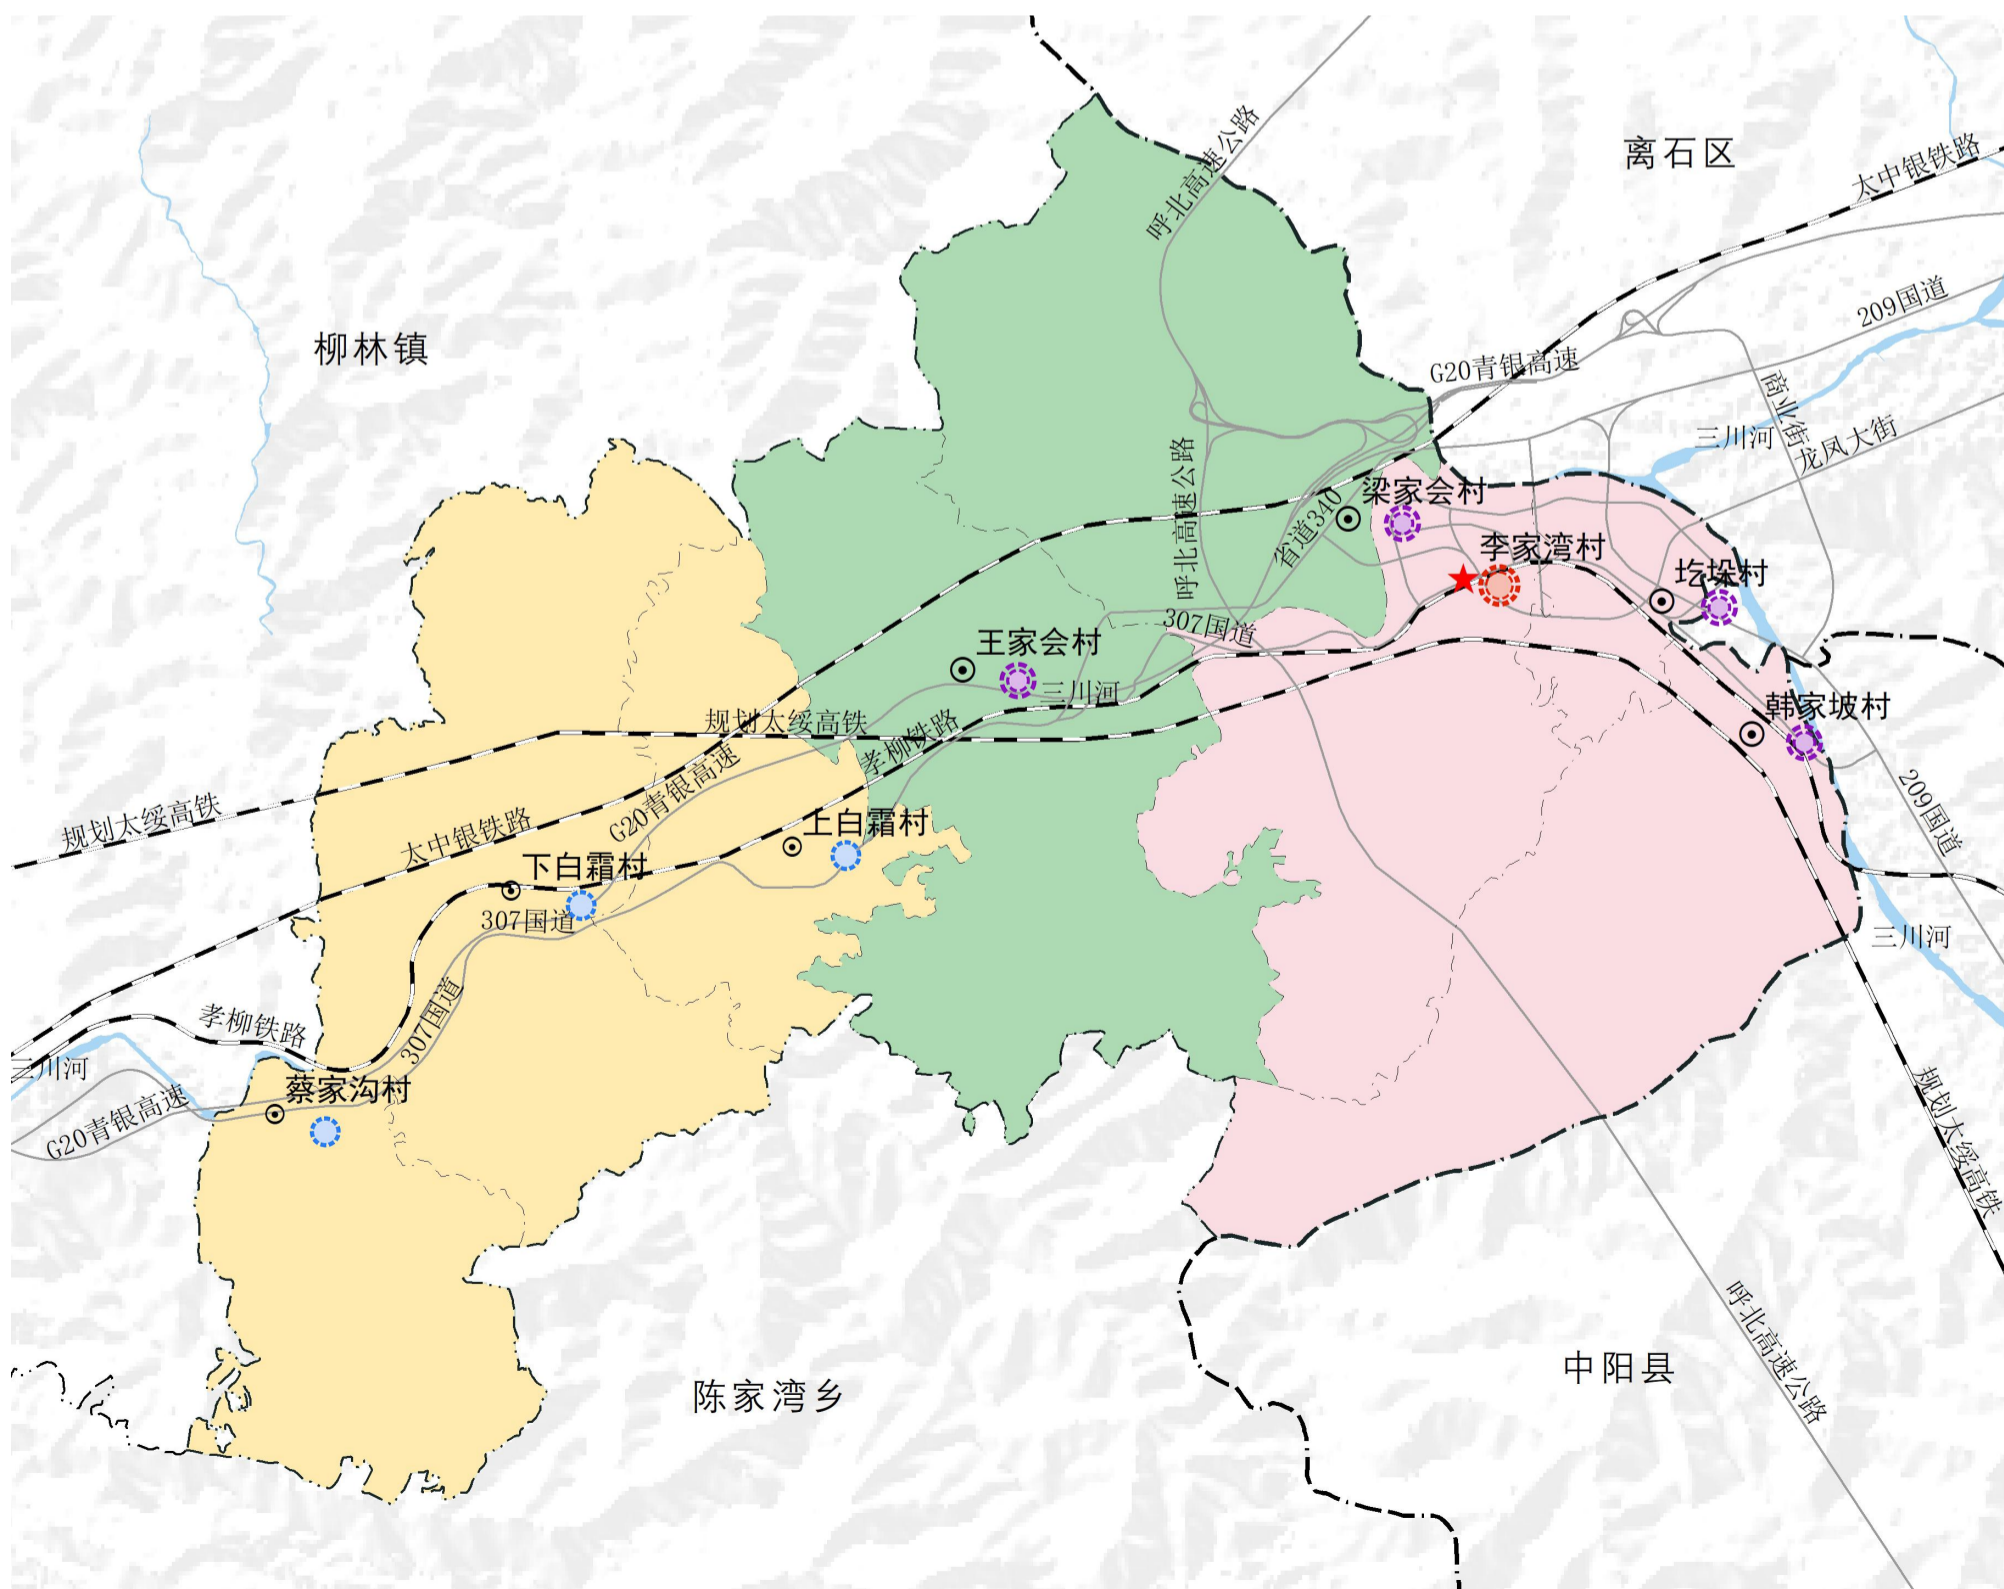 离石区
太中银铁路
呼北高速公路
209国道
柳林镇
G20青银高速
商业街
三川河
龙凤大街
呼北高速公路
梁家会村
省道340
李家湾村
圪垛村
307国道
王家会村
三川河
韩家坡村
规划太绥高铁
孝柳铁路
G20青银高速
209国道
规划太绥高铁
太中银铁路
上白霜村
下白霜村
307国道
三川河
孝柳铁路
307国道
三川河
蔡家沟村
G20青银高速
规划太绥高铁
呼北高速公路
陈家湾乡
中阳县